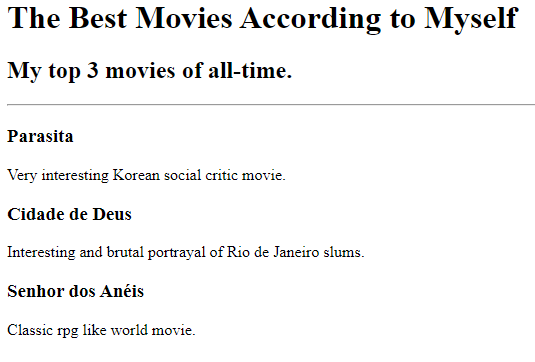 The Best Movies According to Myself
My top 3 movies of all-time.
Parasita
Very interesting Korean social critic movie.
Cidade de Deus
Interesting and brutal portrayal of Rio de Janeiro slums.
Senhor dos Anéis
Classic rpg like world movie.